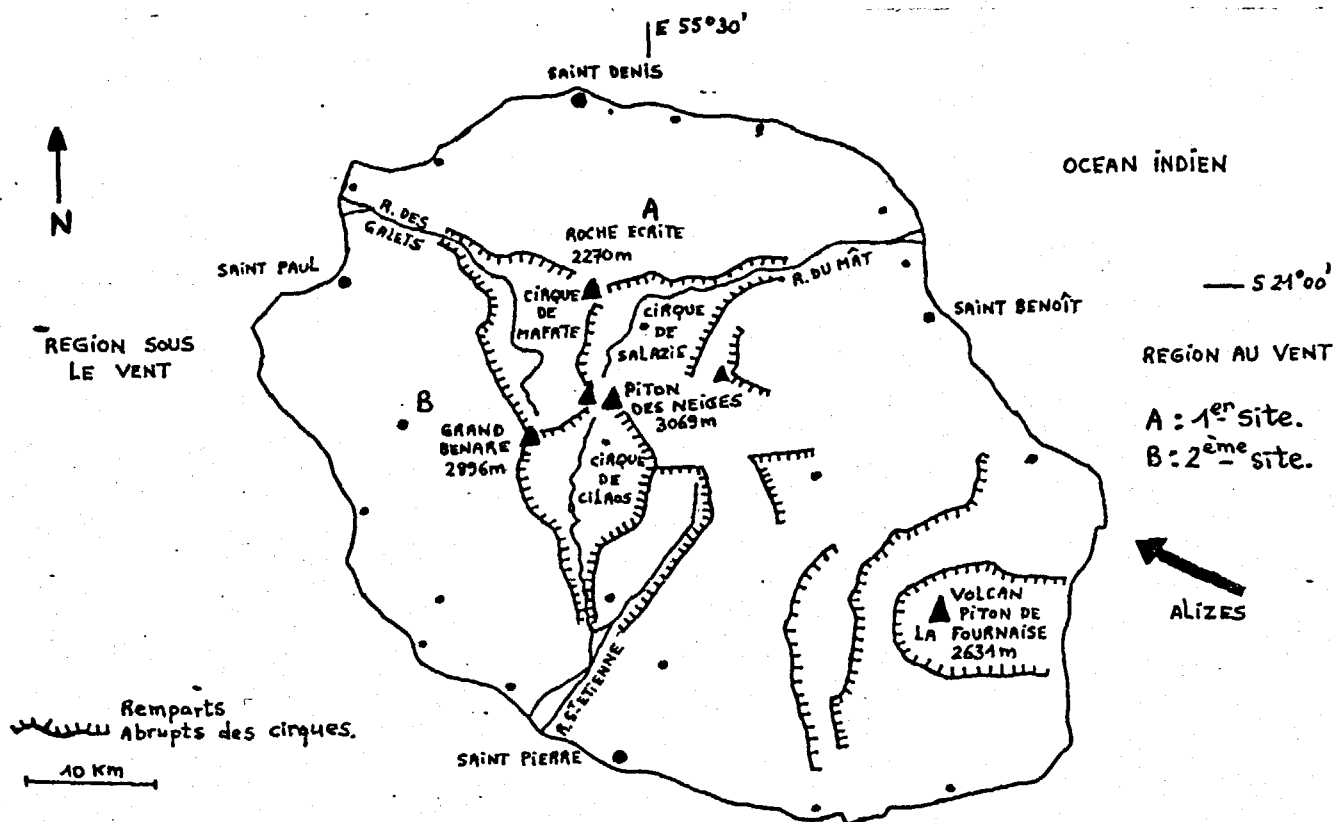 E 55°30'
SAINT DENIS
OCEAN INDIEN
N
R. DES
GALETS
A
ROCHE ECRITE
2270m
SAINT PAUL
R. DU MÂT
S 21°00'
CIRQUE
DE
MAFATE
CIRQUE
DE
SALAZIE
SAINT BENOÎT
REGION SOUS
LE VENT
REGION AU VENT
B
PITON
DES NEIGES
3069m
A : 1er site.
B : 2ème site.
GRAND
BENARE
2896m
CIRQUE
DE
CILAOS
VOLCAN
PITON DE
LA FOURNAISE
2631m
ALIZES
R. ST ETIENNE
Remparts
Abrupts des cirques.
10 Km
SAINT PIERRE